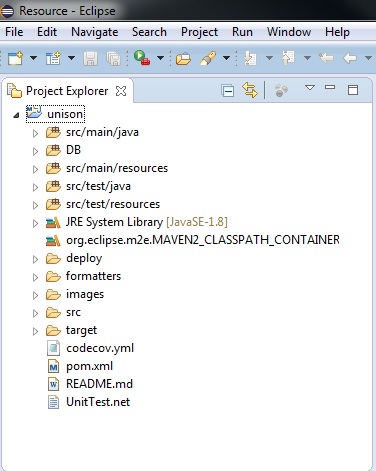 Resource - Eclipse
File Edit Navigate Search Project Run Window Help
Project Explorer
unison
src/main/java
DB
src/main/resources
src/test/java
src/test/resources
JRE System Library [JavaSE-1.8]
org.eclipse.m2e.MAVEN2_CLASSPATH_CONTAINER
deploy
formatters
images
src
target
codecov.yml
pom.xml
README.md
UnitTest.net